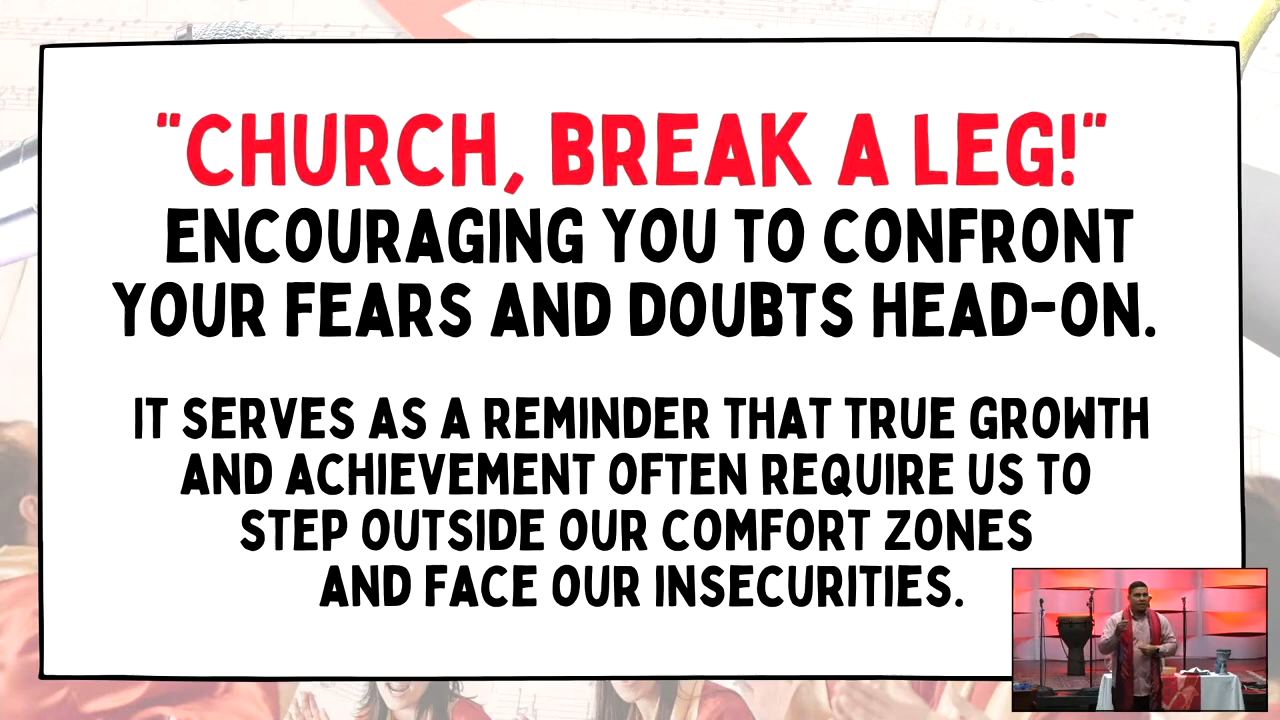 "CHURCH, BREAK A LEG!"
ENCOURAGING YOU TO CONFRONT
YOUR FEARS AND DOUBTS HEAD-ON.
IT SERVES AS A REMINDER THAT TRUE GROWTH
AND ACHIEVEMENT OFTEN REQUIRE US TO
STEP OUTSIDE OUR COMFORT ZONES
AND FACE OUR INSECURITIES.